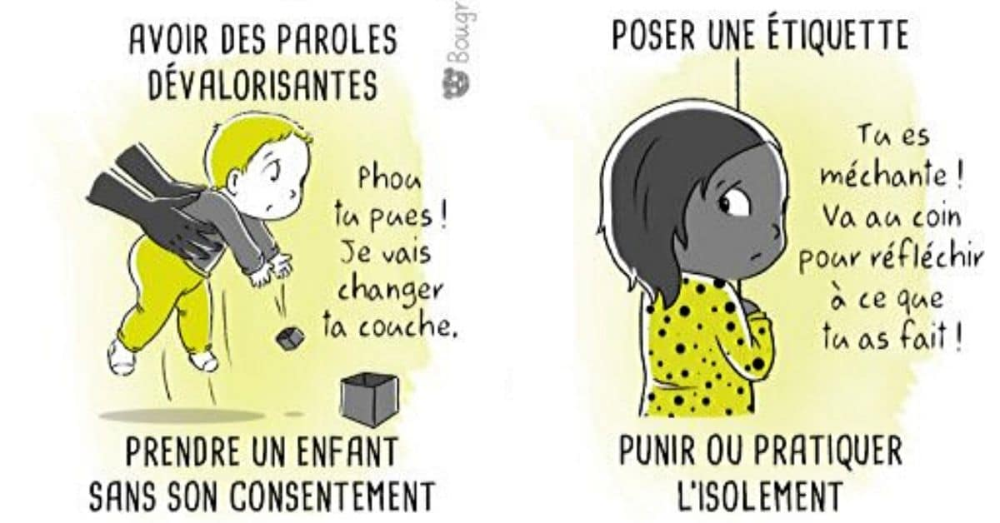 AVOIR DES PAROLES
DÉVALORISANTES
Phou
tu pues !
Je vais
changer
ta couche.
PRENDRE UN ENFANT
SANS SON CONSENTEMENT
Bougr
POSER UNE ÉTIQUETTE
Tu es
méchante !
Va au coin
pour réfléchir
à ce que
tu as fait !
PUNIR OU PRATIQUER
L'ISOLEMENT